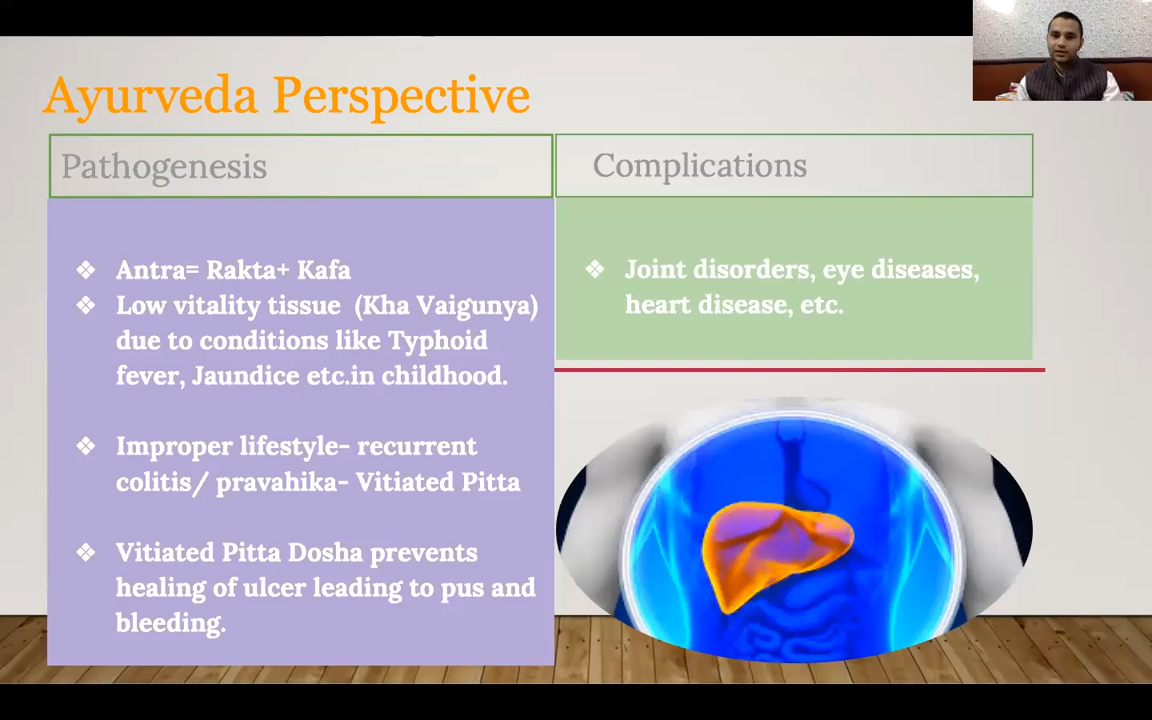 Ayurveda Perspective
Pathogenesis
❖ Antra= Rakta+ Kafa
❖ Low vitality tissue  (Kha Vaigunya)
due to conditions like Typhoid
fever, Jaundice etc.in childhood.
❖ Improper lifestyle- recurrent
colitis/ pravahika- Vitiated Pitta
❖ Vitiated Pitta Dosha prevents
healing of ulcer leading to pus and
bleeding.
Complications
❖ Joint disorders, eye diseases,
heart disease, etc.